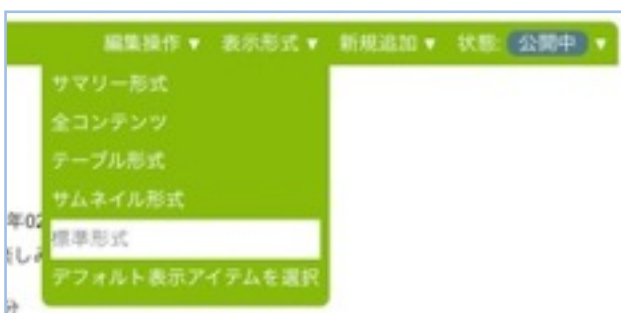 編集操作 ▼ 表示形式 ▼ 新規追加 ▼ 状態: 公開中 ▼
サマリー形式
全コンテンツ
テーブル形式
サムネイル形式
年02
標準形式
デフォルト表示アイテムを選択